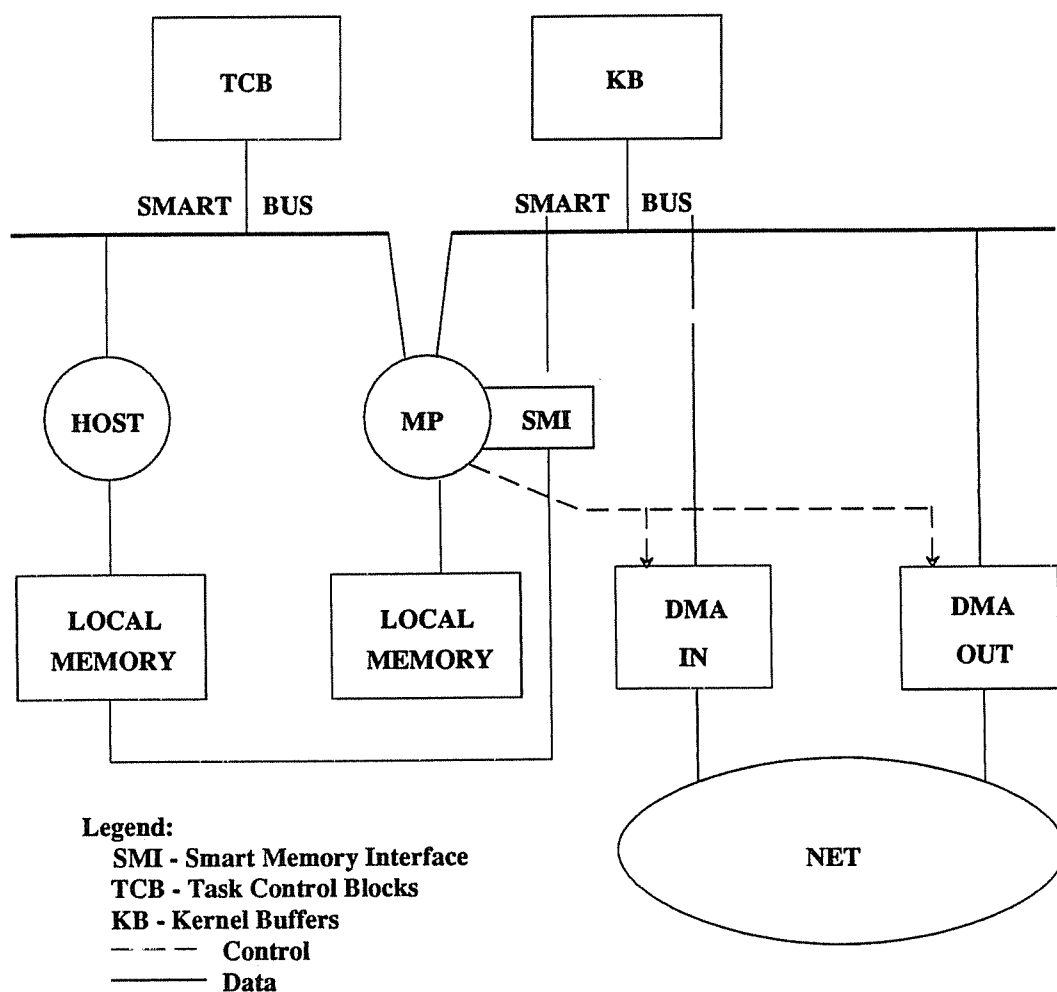 TCB
KB
SMART BUS
SMART BUS
HOST
MP
SMI
LOCAL
MEMORY
LOCAL
MEMORY
DMA
IN
DMA
OUT
NET
Legend:
SMI - Smart Memory Interface
TCB - Task Control Blocks
KB - Kernel Buffers
Control
Data